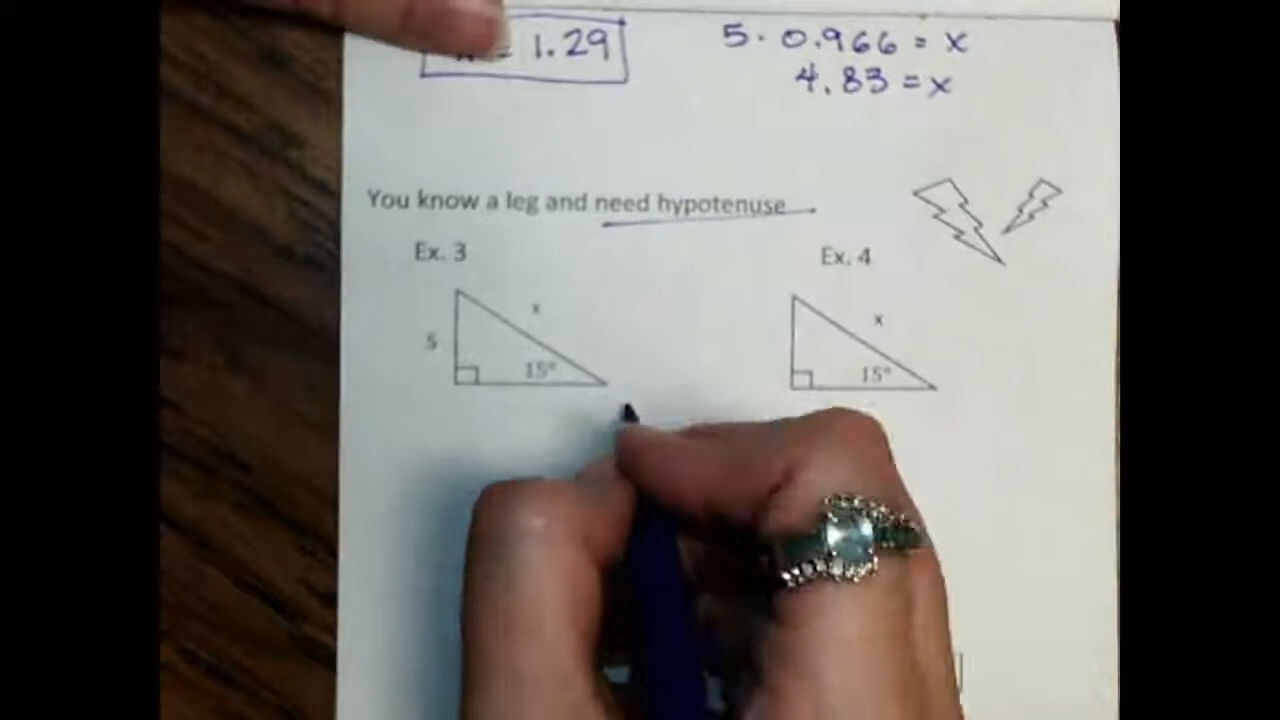 = 1.29
5 · 0.966 = x
4.83 = x
You know a leg and need hypotenuse
Ex. 3
Ex. 4
x
x
5
15°
15°